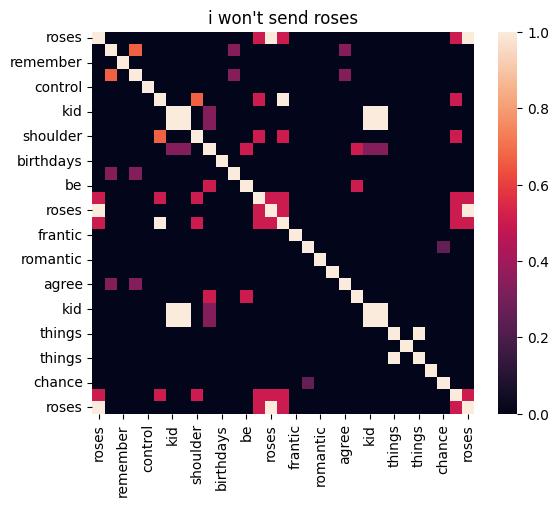 i won't send roses
roses
remember
control
kid
shoulder
birthdays
be
roses
frantic
romantic
agree
kid
things
things
chance
roses
1.0
0.8
0.6
0.4
0.2
0.0
roses
remember
control
kid
shoulder
birthdays
be
roses
frantic
romantic
agree
kid
things
things
chance
roses